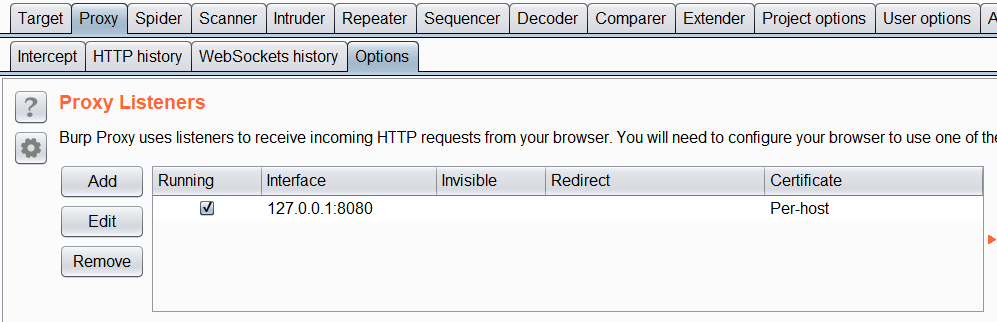 Target Proxy Spider Scanner Intruder Repeater Sequencer Decoder Comparer Extender Project options User options A
Intercept HTTP history WebSockets history Options
? Proxy Listeners
Burp Proxy uses listeners to receive incoming HTTP requests from your browser. You will need to configure your browser to use one of the
Add Running Interface Invisible Redirect Certificate
127.0.0.1:8080 Per-host
Edit
Remove